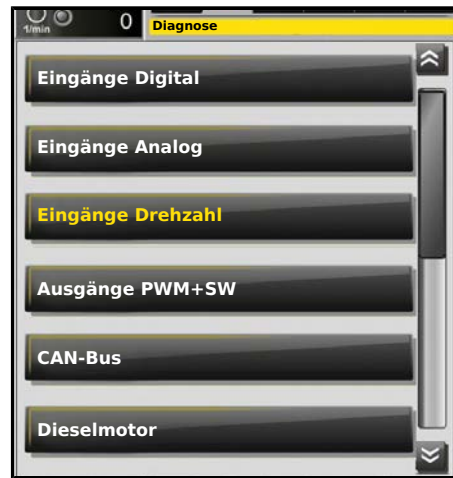 1/min 0 Diagnose
Eingänge Digital
Eingänge Analog
Eingänge Drehzahl
Ausgänge PWM+SW
CAN-Bus
Dieselmotor